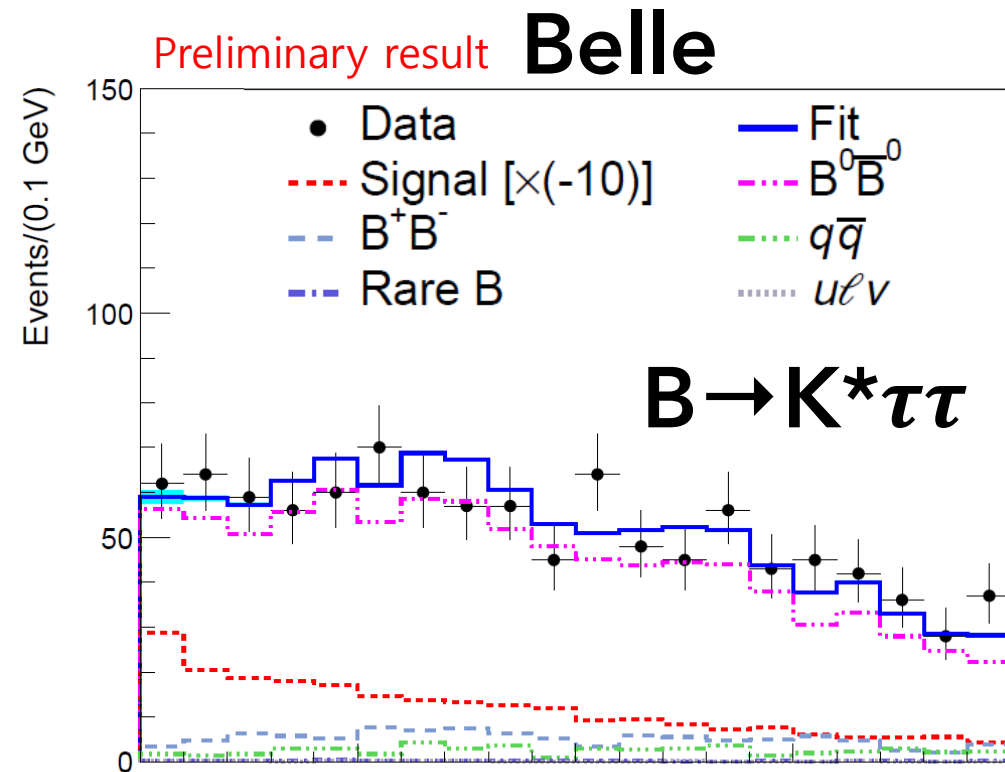 Preliminary result Belle
150
Data
Fit
Signal [×(-10)]
B⁰B̅⁰
B⁺B⁻
qq̅
Rare B
uℓν
Events/(0.1 GeV)
100
B→K*ττ
50
0